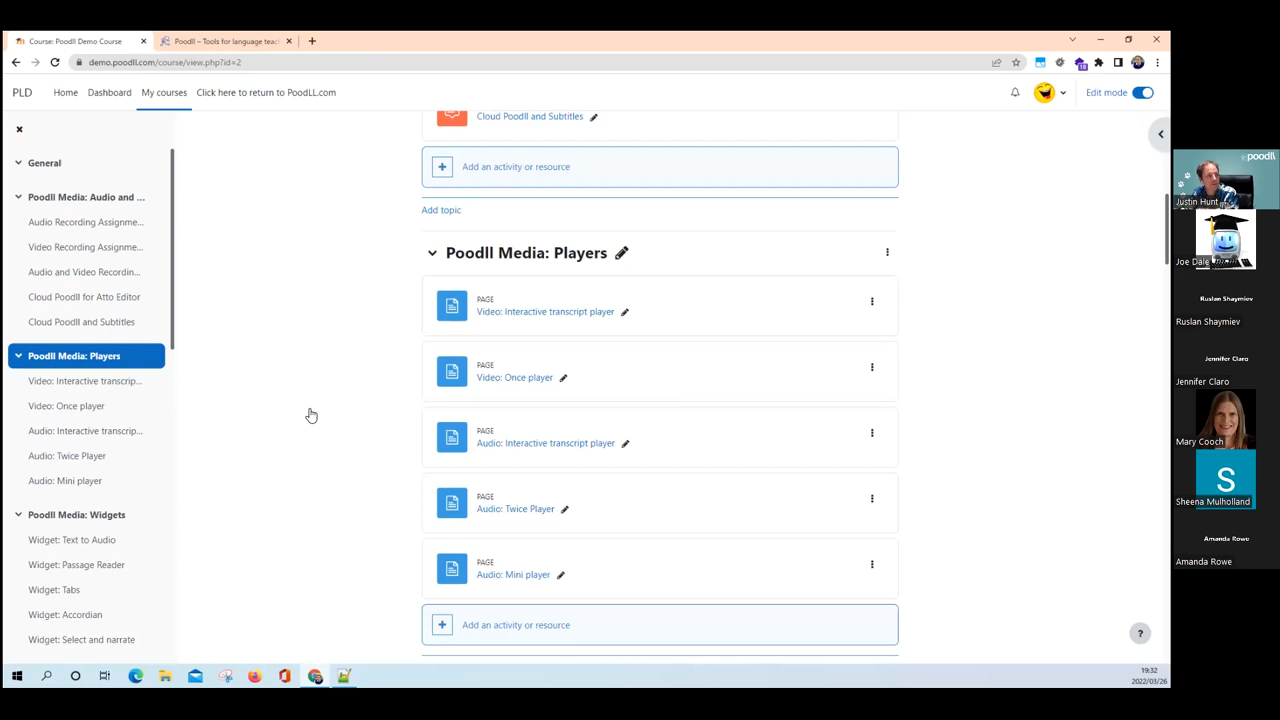 Course: Poodll Demo Course
Poodll – Tools for language teac
demo.poodll.com/course/view.php?id=2
18
PLD
Home
Dashboard
My courses
Click here to return to PoodLL.com
Edit mode
General
Poodll Media: Audio and ...
Audio Recording Assignme...
Video Recording Assignme...
Audio and Video Recordin...
Cloud Poodll for Atto Editor
Cloud Poodll and Subtitles
Poodll Media: Players
Video: Interactive transcrip...
Video: Once player
Audio: Interactive transcrip...
Audio: Twice Player
Audio: Mini player
Poodll Media: Widgets
Widget: Text to Audio
Widget: Passage Reader
Widget: Tabs
Widget: Accordian
Widget: Select and narrate
Cloud Poodll and Subtitles
Add an activity or resource
Add topic
Poodll Media: Players
PAGE
Video: Interactive transcript player
PAGE
Video: Once player
PAGE
Audio: Interactive transcript player
PAGE
Audio: Twice Player
PAGE
Audio: Mini player
Add an activity or resource
?
19:32
2022/03/26
poodll
Justin Hunt
Joe Dale
Ruslan Shaymiev
Ruslan Shaymiev
Jennifer Claro
Jennifer Claro
Mary Cooch
S
Sheena Mulholland
Amanda Rowe
Amanda Rowe